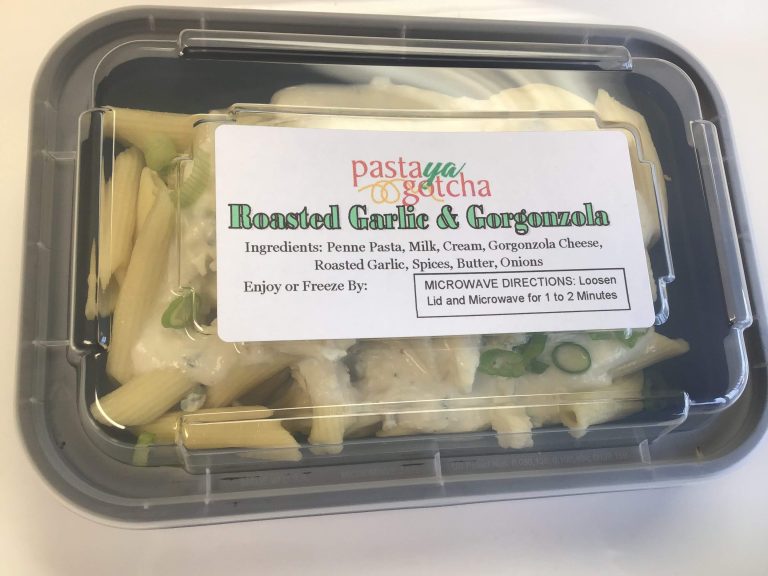 pasta ya
gotcha
Roasted Garlic & Gorgonzola
Ingredients: Penne Pasta, Milk, Cream, Gorgonzola Cheese,
Roasted Garlic, Spices, Butter, Onions
Enjoy or Freeze By:
MICROWAVE DIRECTIONS: Loosen
Lid and Microwave for 1 to 2 Minutes